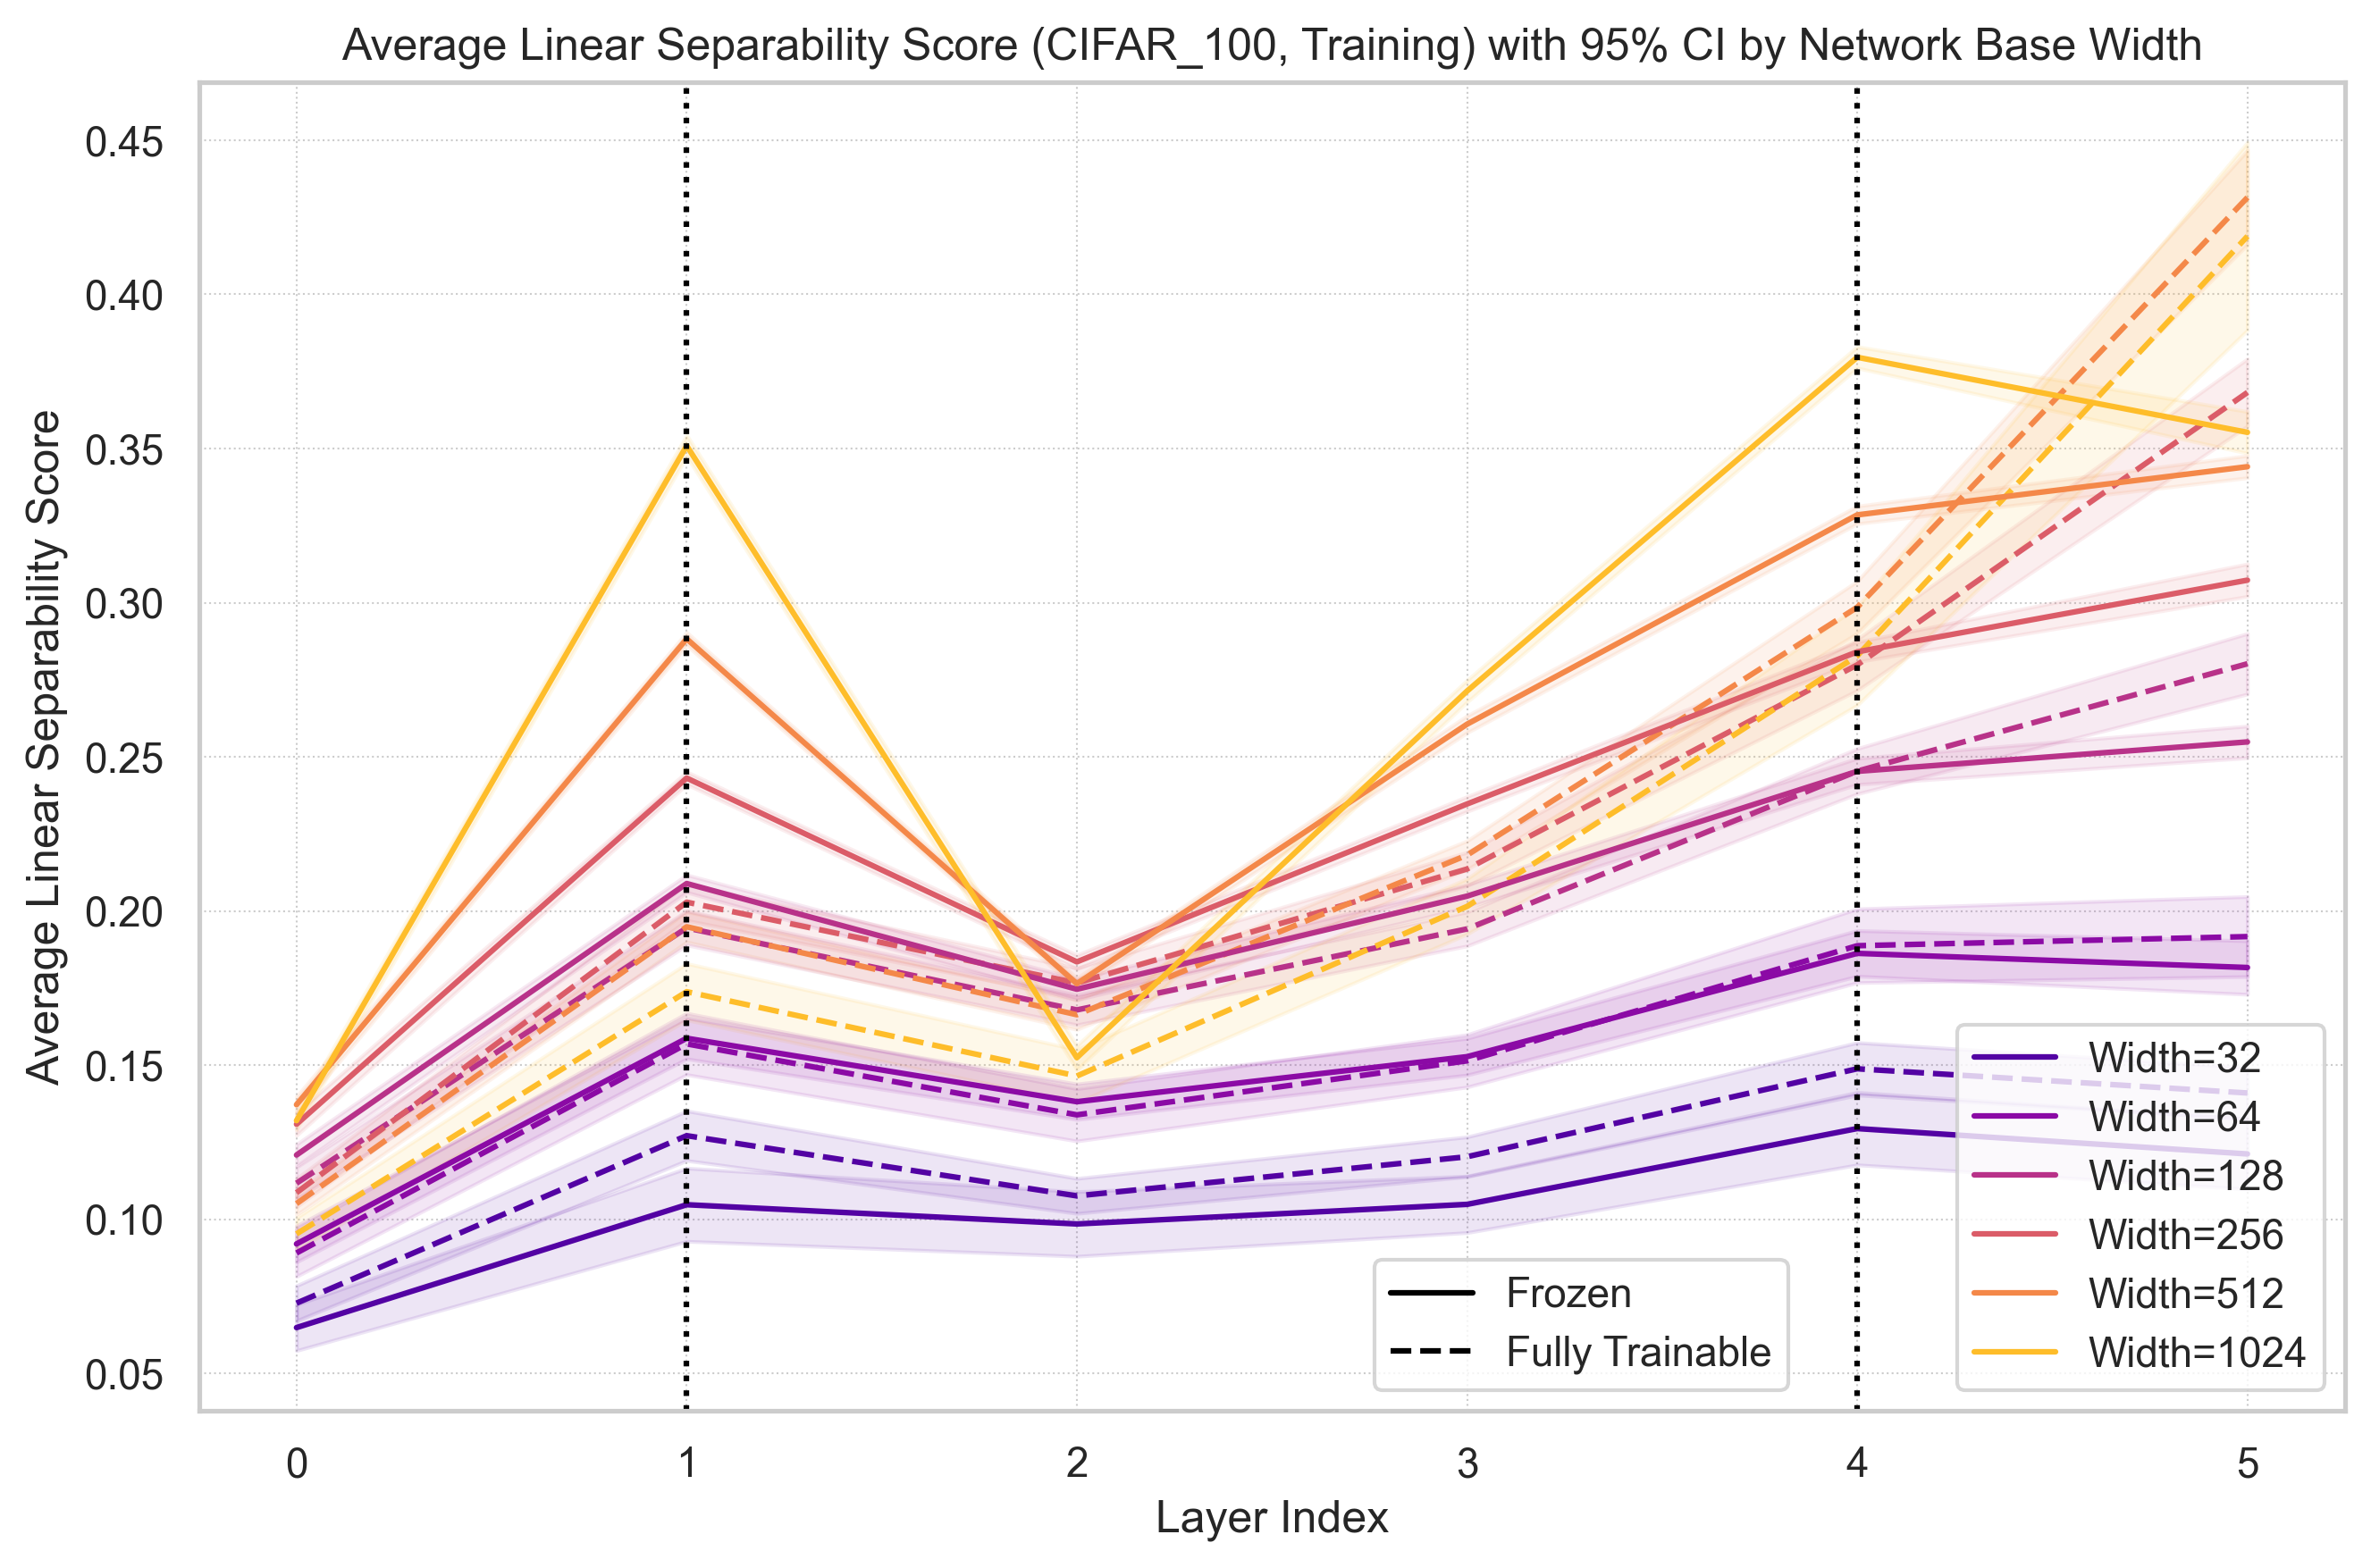 Average Linear Separability Score (CIFAR_100, Training) with 95% CI by Network Base Width
Average Linear Separability Score
0.45
0.40
0.35
0.30
0.25
0.20
0.15
0.10
0.05
Frozen
Fully Trainable
Width=32
Width=64
Width=128
Width=256
Width=512
Width=1024
0 1 2 3 4 5
Layer Index